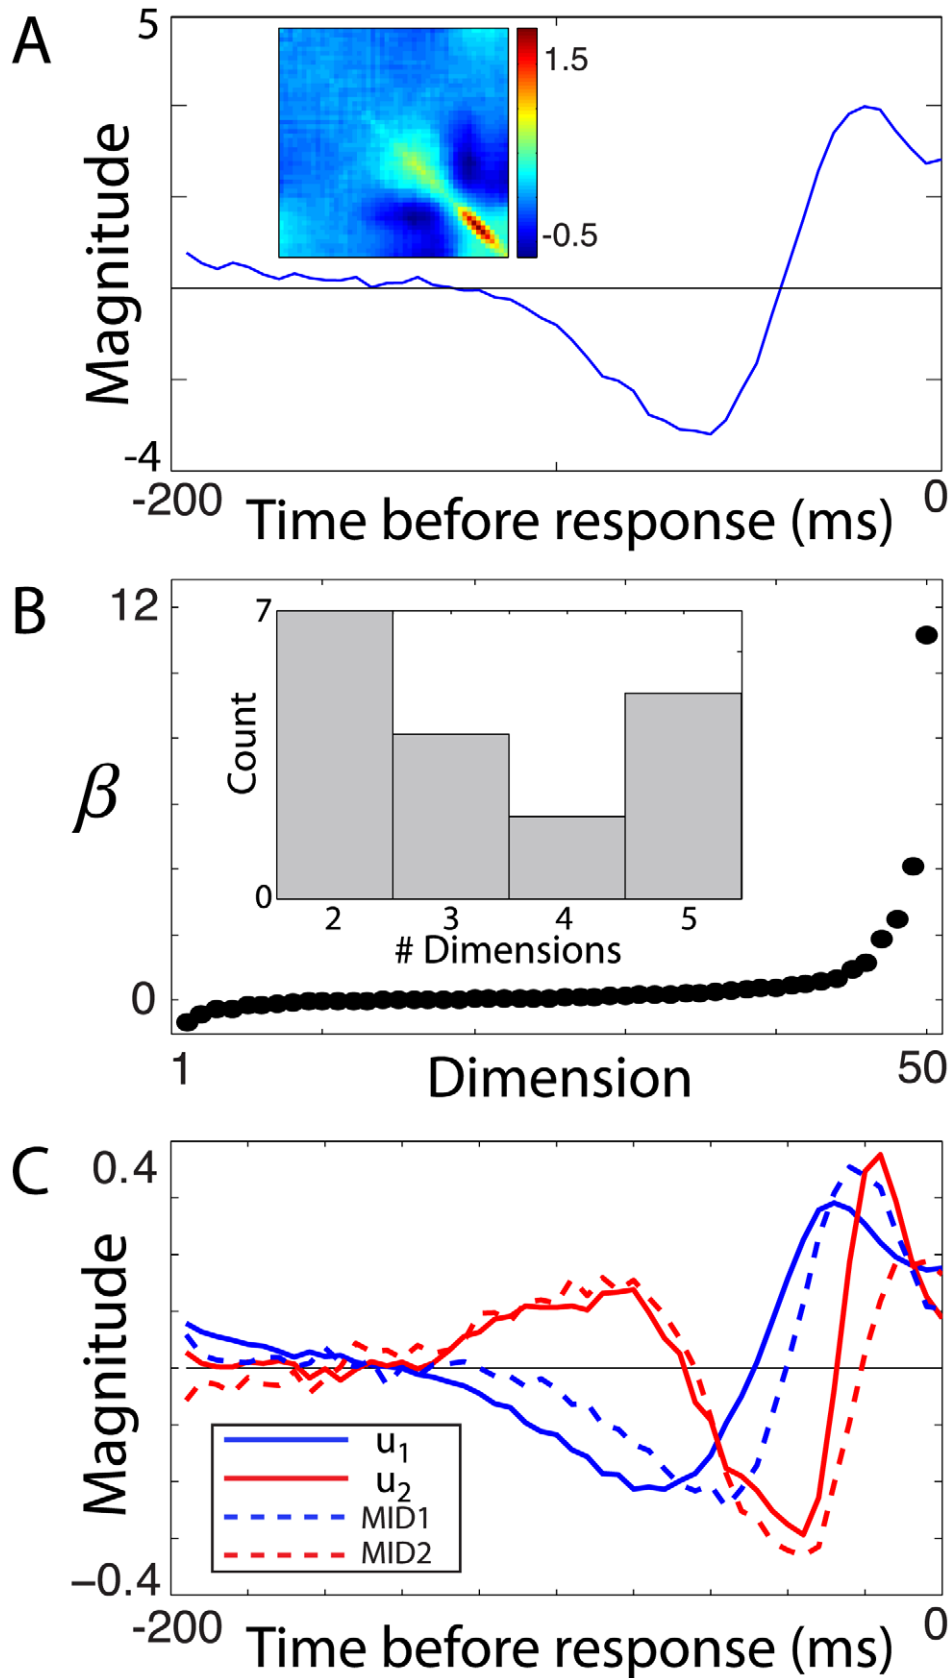 A
5
1.5
-0.5
Magnitude
-4
-200
0
Time before response (ms)
B
12
7
Count
β
0
2 3 4 5
# Dimensions
0
1
Dimension
50
C
0.4
Magnitude
u1
u2
MID1
MID2
–0.4
-200
0
Time before response (ms)